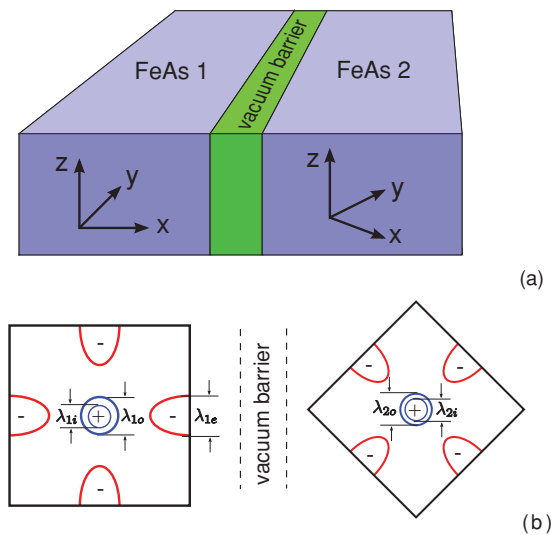 FeAs 1
vacuum barrier
FeAs 2
z
y
x
z
y
x
(a)
-
-
+
-
-
λ1i
λ1o
λ1e
vacuum barrier
-
-
+
-
-
λ2o
λ2i
(b)